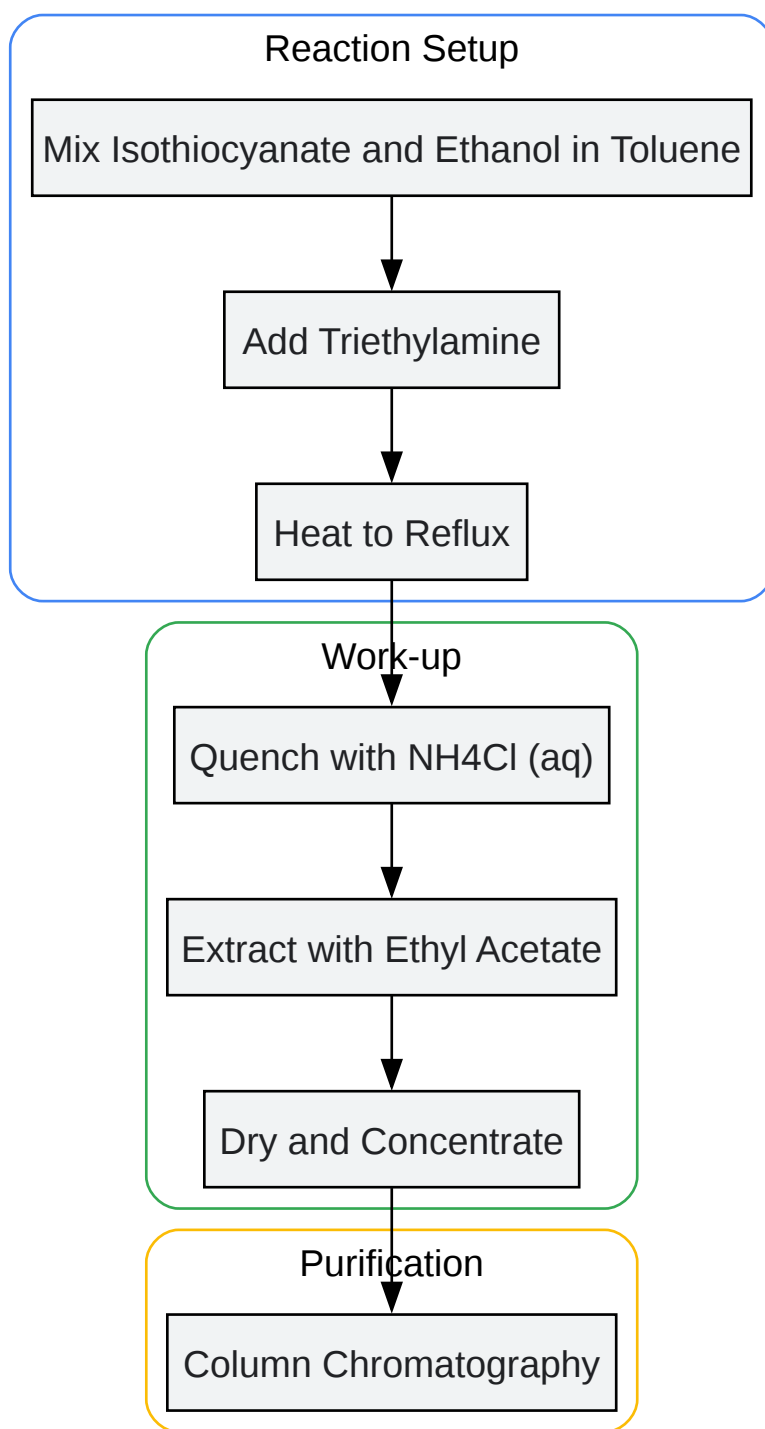 Reaction Setup
Mix Isothiocyanate and Ethanol in Toluene
Add Triethylamine
Heat to Reflux
Work-up
Quench with NH4Cl (aq)
Extract with Ethyl Acetate
Dry and Concentrate
Purification
Column Chromatography